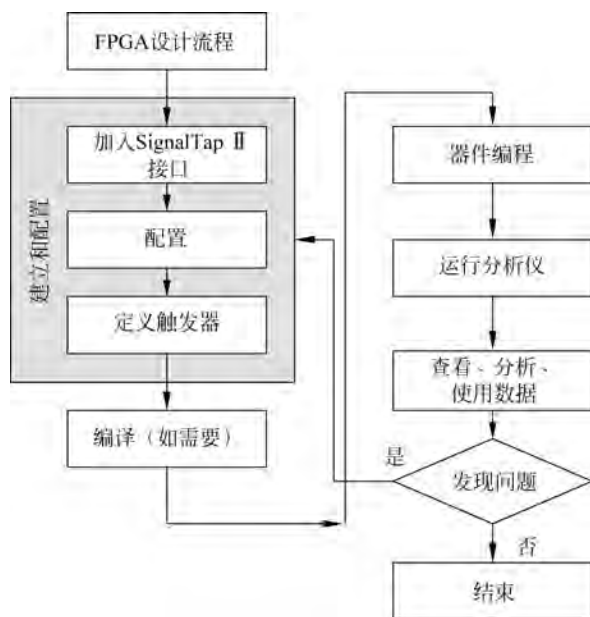 FPGA设计流程
建立和配置
加入SignalTap Ⅱ
接口
配置
定义触发器
编译（如需要）
器件编程
运行分析仪
查看、分析、
使用数据
发现问题
是
否
结束